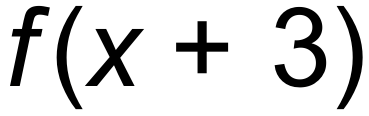 f(x + 3)